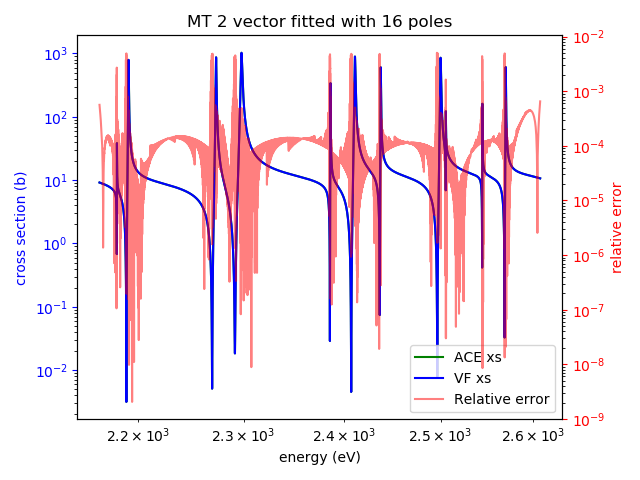 MT 2 vector fitted with 16 poles
cross section (b)
10³
10²
10¹
10⁰
10⁻¹
10⁻²
10⁻²
10⁻³
10⁻⁴
10⁻⁵
10⁻⁶
10⁻⁷
10⁻⁸
10⁻⁹
relative error
ACE xs
VF xs
Relative error
2.2 × 10³ 2.3 × 10³ 2.4 × 10³ 2.5 × 10³ 2.6 × 10³
energy (eV)